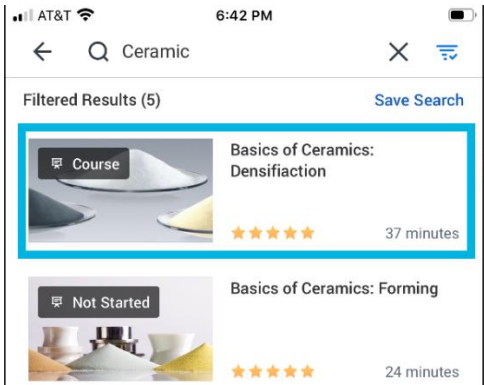 AT&T 6:42 PM
Ceramic
Filtered Results (5) Save Search
Course
Basics of Ceramics:
Densifiaction
37 minutes
Not Started
Basics of Ceramics: Forming
24 minutes